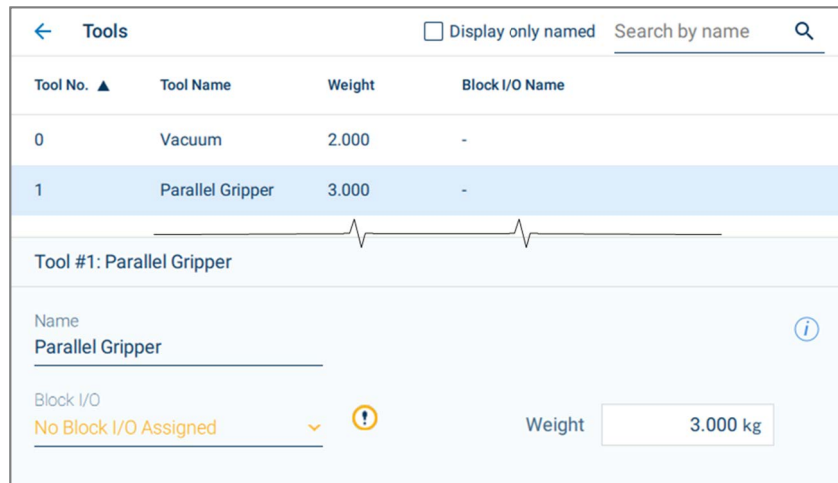 Tools Display only named Search by name
Tool No. ▲ Tool Name Weight Block I/O Name
0 Vacuum 2.000 -
1 Parallel Gripper 3.000 -
Tool #1: Parallel Gripper
Name
Parallel Gripper
Block I/O
No Block I/O Assigned Weight 3.000 kg